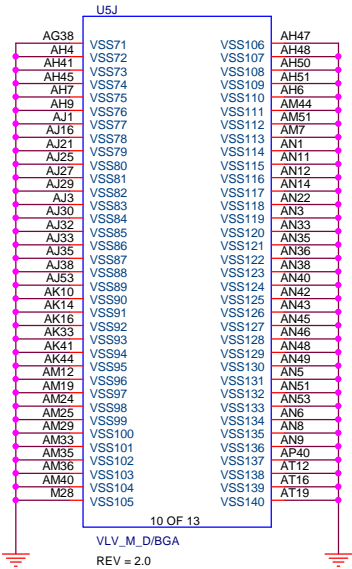 U5J
AG38 VSS71 VSS106 AH47
AH4 VSS72 VSS107 AH48
AH41 VSS73 VSS108 AH50
AH45 VSS74 VSS109 AH51
AH7 VSS75 VSS110 AH6
AH9 VSS76 VSS111 AM44
AJ1 VSS77 VSS112 AM51
AJ16 VSS78 VSS113 AM7
AJ21 VSS79 VSS114 AN1
AJ25 VSS80 VSS115 AN11
AJ27 VSS81 VSS116 AN12
AJ29 VSS82 VSS117 AN14
AJ3 VSS83 VSS118 AN22
AJ30 VSS84 VSS119 AN3
AJ32 VSS85 VSS120 AN33
AJ33 VSS86 VSS121 AN35
AJ35 VSS87 VSS122 AN36
AJ38 VSS88 VSS123 AN38
AJ53 VSS89 VSS124 AN40
AK10 VSS90 VSS125 AN42
AK14 VSS91 VSS126 AN43
AK16 VSS92 VSS127 AN45
AK33 VSS93 VSS128 AN46
AK41 VSS94 VSS129 AN48
AK44 VSS95 VSS130 AN49
AM12 VSS96 VSS131 AN5
AM19 VSS97 VSS132 AN51
AM24 VSS98 VSS133 AN53
AM25 VSS99 VSS134 AN6
AM29 VSS100 VSS135 AN8
AM33 VSS101 VSS136 AN9
AM35 VSS102 VSS137 AP40
AM36 VSS103 VSS138 AT12
AM40 VSS104 VSS139 AT16
M28 VSS105 VSS140 AT19
10 OF 13
VLV_M_D/BGA
REV = 2.0